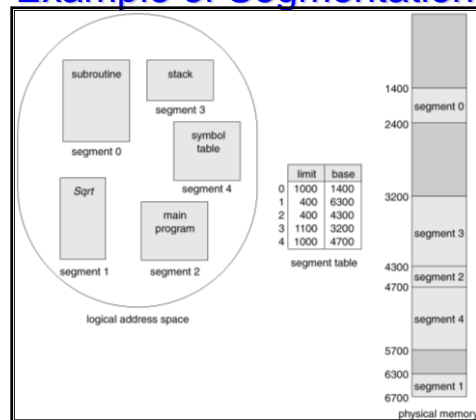 Example of Segmentation
subroutine
segment 0
stack
segment 3
symbol
table
segment 4
Sqrt
segment 1
main
program
segment 2
logical address space
limit base
0 1000 1400
1 400 6300
2 400 4300
3 1100 3200
4 1000 4700
segment table
1400
segment 0
2400
3200
segment 3
4300
segment 2
4700
segment 4
5700
6300
segment 1
6700
physical memory